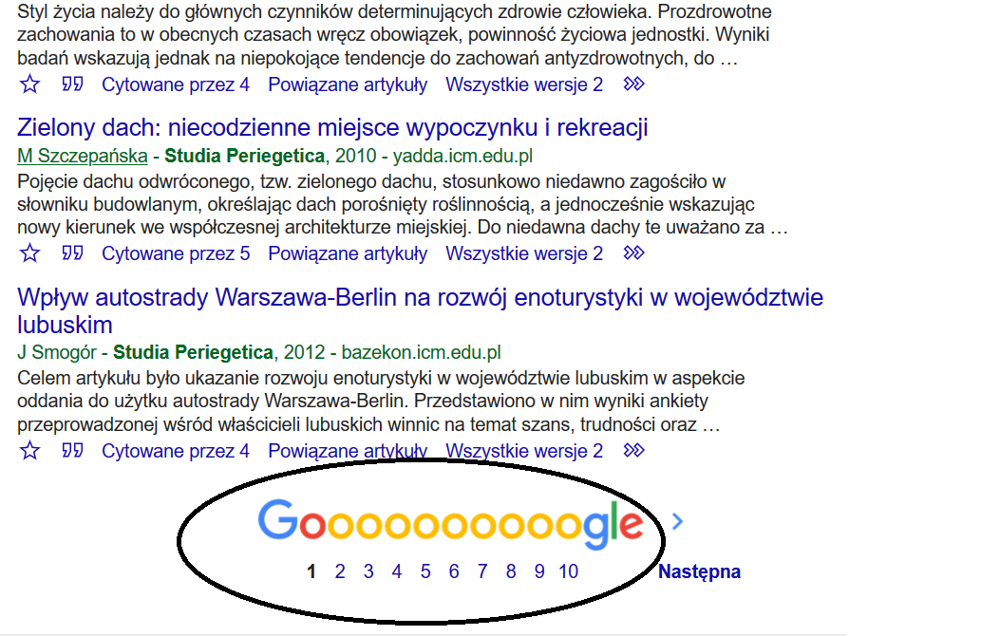 Styl życia należy do głównych czynników determinujących zdrowie człowieka. Prozdrowotne
zachowania to w obecnych czasach wręcz obowiązek, powinność życiowa jednostki. Wyniki
badań wskazują jednak na niepokojące tendencje do zachowań antyzdrowotnych, do …
Cytowane przez 4 Powiązane artykuły Wszystkie wersje 2
Zielony dach: niecodzienne miejsce wypoczynku i rekreacji
M Szczepańska - Studia Periegetica, 2010 - yadda.icm.edu.pl
Pojęcie dachu odwróconego, tzw. zielonego dachu, stosunkowo niedawno zagościło w
słowniku budowlanym, określając dach porośnięty roślinnością, a jednocześnie wskazując
nowy kierunek we współczesnej architekturze miejskiej. Do niedawna dachy te uważano za …
Cytowane przez 5 Powiązane artykuły Wszystkie wersje 2
Wpływ autostrady Warszawa-Berlin na rozwój enoturystyki w województwie
lubuskim
J Smogór - Studia Periegetica, 2012 - bazekon.icm.edu.pl
Celem artykułu było ukazanie rozwoju enoturystyki w województwie lubuskim w aspekcie
oddania do użytku autostrady Warszawa-Berlin. Przedstawiono w nim wyniki ankiety
przeprowadzonej wśród właścicieli lubuskich winnic na temat szans, trudności oraz …
Cytowane przez 4 Powiązane artykuły Wszystkie wersje 2
Gooooooooooogle
1 2 3 4 5 6 7 8 9 10 Następna